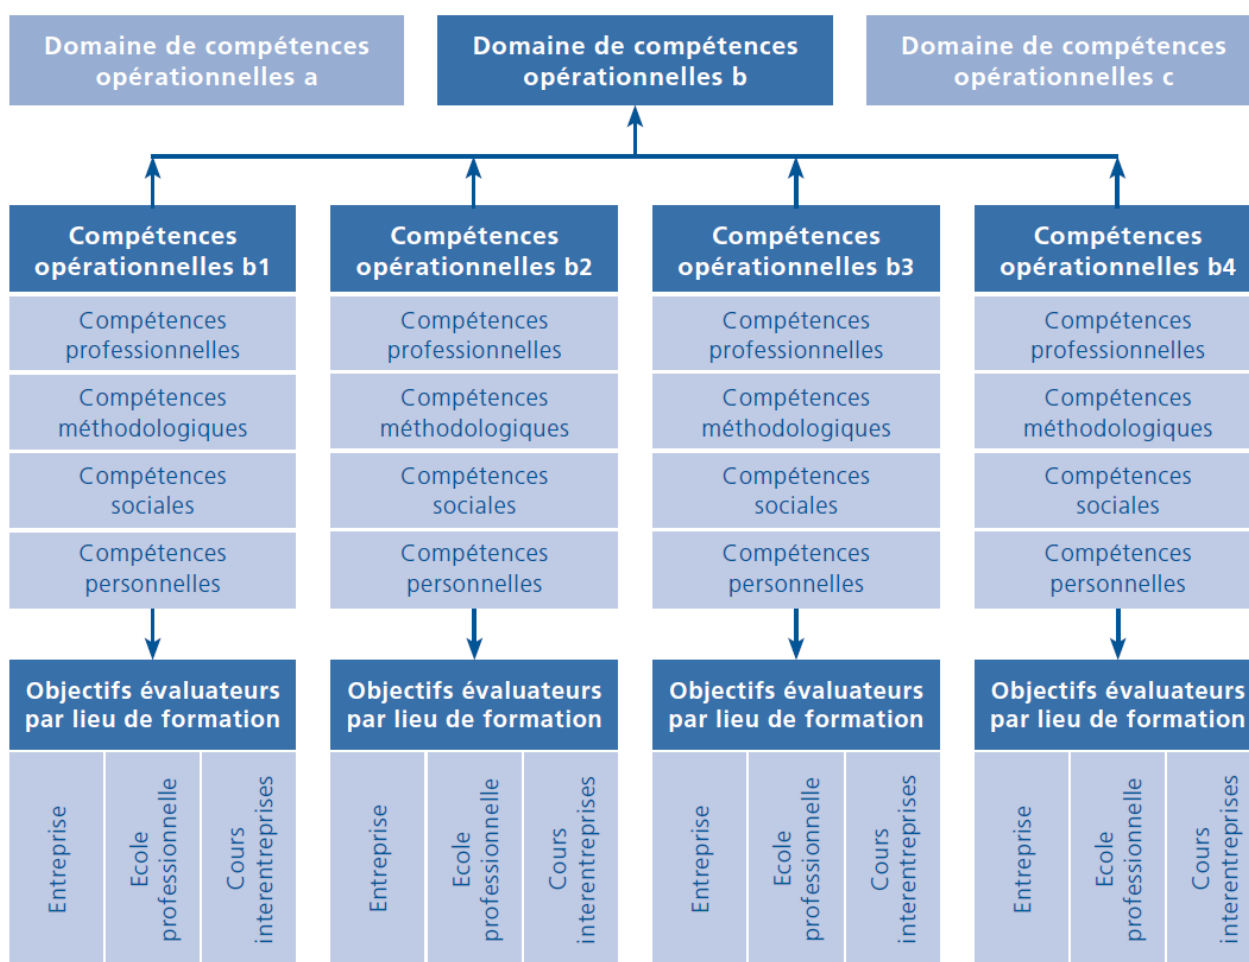 Domaine de compétences
opérationnelles a
Domaine de compétences
opérationnelles b
Domaine de compétences
opérationnelles c
Compétences
opérationnelles b1
Compétences
professionnelles
Compétences
méthodologiques
Compétences
sociales
Compétences
personnelles
Objectifs évaluateurs
par lieu de formation
Entreprise
Ecole
professionnelle
Cours
interentreprises
Compétences
opérationnelles b2
Compétences
professionnelles
Compétences
méthodologiques
Compétences
sociales
Compétences
personnelles
Objectifs évaluateurs
par lieu de formation
Entreprise
Ecole
professionnelle
Cours
interentreprises
Compétences
opérationnelles b3
Compétences
professionnelles
Compétences
méthodologiques
Compétences
sociales
Compétences
personnelles
Objectifs évaluateurs
par lieu de formation
Entreprise
Ecole
professionnelle
Cours
interentreprises
Compétences
opérationnelles b4
Compétences
professionnelles
Compétences
méthodologiques
Compétences
sociales
Compétences
personnelles
Objectifs évaluateurs
par lieu de formation
Entreprise
Ecole
professionnelle
Cours
interentreprises